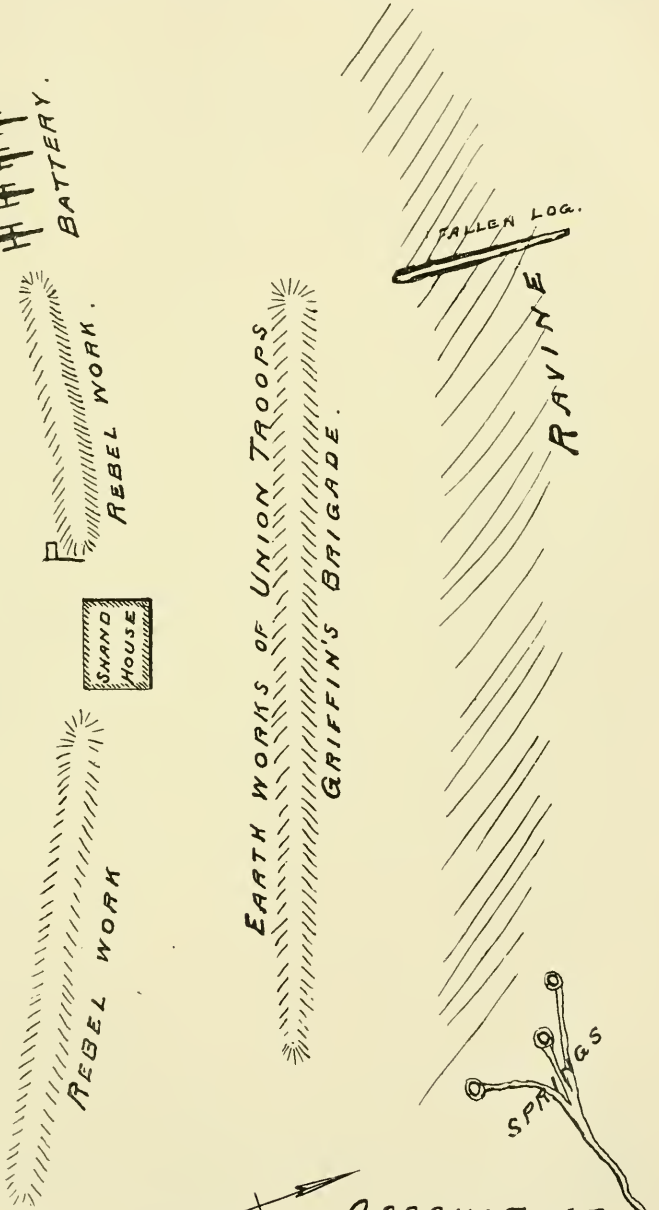 BATTERY.
FALLEN LOG.
RAVINE
REBEL WORK.
EARTH WORKS OF UNION TROOPS
GRIFFIN'S BRIGADE.
SHAND
HOUSE
REBEL WORK
SPRINGS